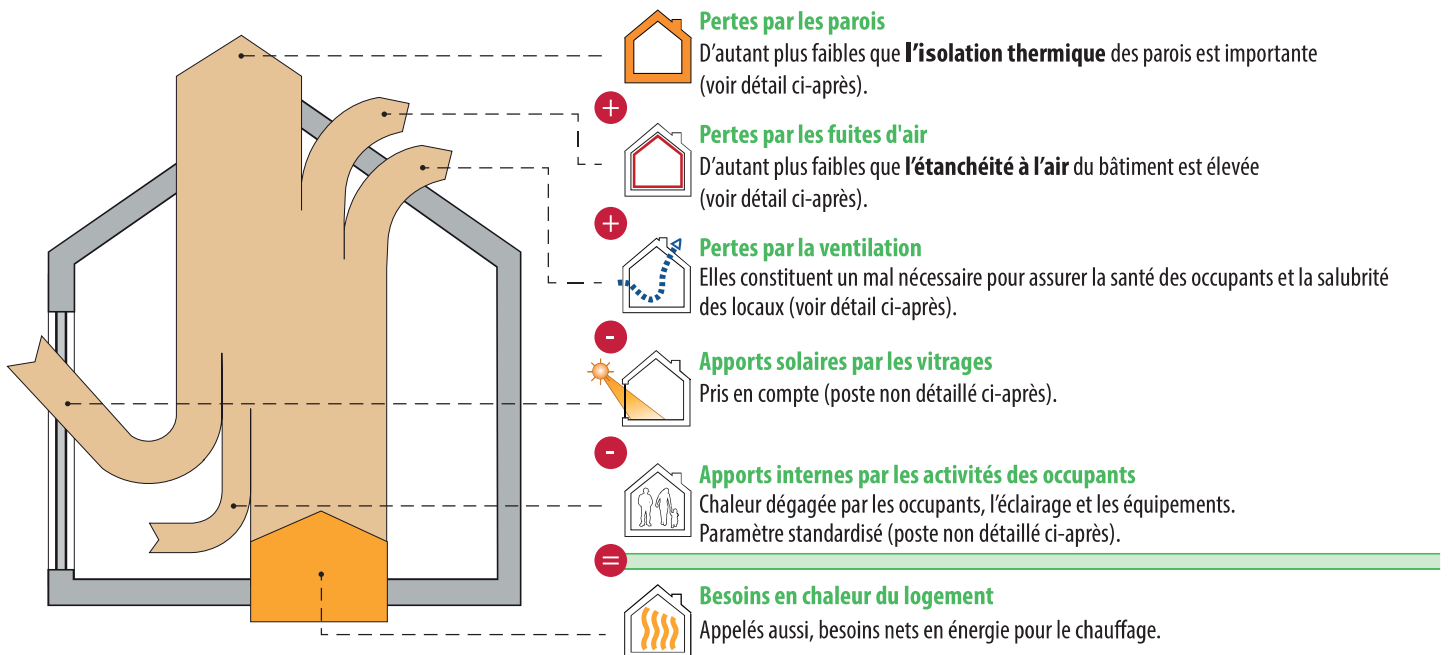 Pertes par les parois
D’autant plus faibles que l’isolation thermique des parois est importante
(voir détail ci-après).
+
Pertes par les fuites d'air
D’autant plus faibles que l’étanchéité à l’air du bâtiment est élevée
(voir détail ci-après).
+
Pertes par la ventilation
Elles constituent un mal nécessaire pour assurer la santé des occupants et la salubrité
des locaux (voir détail ci-après).
-
Apports solaires par les vitrages
Pris en compte (poste non détaillé ci-après).
-
Apports internes par les activités des occupants
Chaleur dégagée par les occupants, l’éclairage et les équipements.
Paramètre standardisé (poste non détaillé ci-après).
=
Besoins en chaleur du logement
Appelés aussi, besoins nets en énergie pour le chauffage.